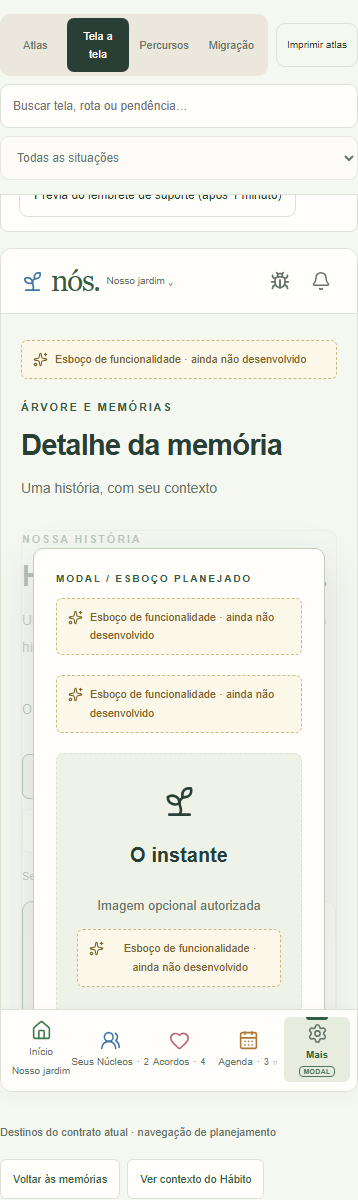 Atlas
Tela a
tela
Percursos
Migração
Imprimir atlas
Buscar tela, rota ou pendência...
Todas as situações
Prévia do lembrete de suporte (após 1 minuto)
nós.
Nosso jardim
Esboço de funcionalidade · ainda não desenvolvido
ÁRVORE E MEMÓRIAS
Detalhe da memória
Uma história, com seu contexto
NOSSA HISTÓRIA
MODAL / ESBOÇO PLANEJADO
Esboço de funcionalidade · ainda não
desenvolvido
Esboço de funcionalidade · ainda não
desenvolvido
O instante
Imagem opcional autorizada
Esboço de funcionalidade ·
ainda não desenvolvido
Início
Nosso jardim
Seus Núcleos · 2
Acordos · 4
Agenda · 3
Mais
MODAL
Destinos do contrato atual · navegação de planejamento
Voltar às memórias
Ver contexto do Hábito